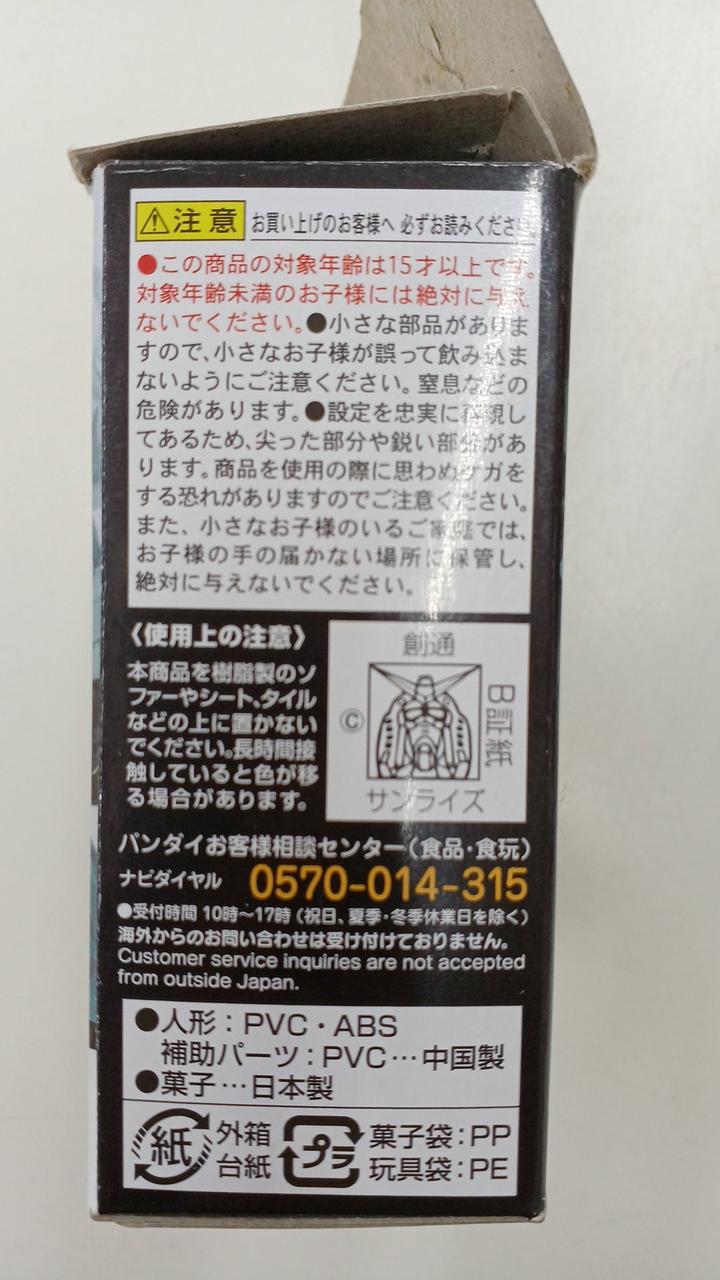 注意 お買い上げのお客様へ 必ずお読みください。
●この商品の対象年齢は15才以上です。
対象年齢未満のお子様には絶対に与え
ないでください。●小さな部品がありま
すので、小さなお子様が誤って飲み込ま
ないようにご注意ください。窒息などの
危険があります。●設定を忠実に再現し
てあるため、尖った部分や鋭い部分があ
ります。商品を使用の際に思わぬケガを
する恐れがありますのでご注意ください。
また、小さなお子様のいるご家庭では、
お子様の手の届かない場所に保管し、
絶対に与えないでください。
〈使用上の注意〉
本商品を樹脂製のソ
ファーやシート、タイル
などの上に置かない
でください。長時間接
触していると色が移
る場合があります。
創通
©
B証紙
サンライズ
バンダイお客様相談センター(食品・食玩)
ナビダイヤル 0570-014-315
●受付時間 10時〜17時(祝日、夏季・冬季休業日を除く)
海外からのお問い合わせは受け付けておりません。
Customer service inquiries are not accepted
from outside Japan.
●人形:PVC・ABS
補助パーツ:PVC…中国製
●菓子…日本製
紙 外箱 プラ 菓子袋:PP
台紙 玩具袋:PE